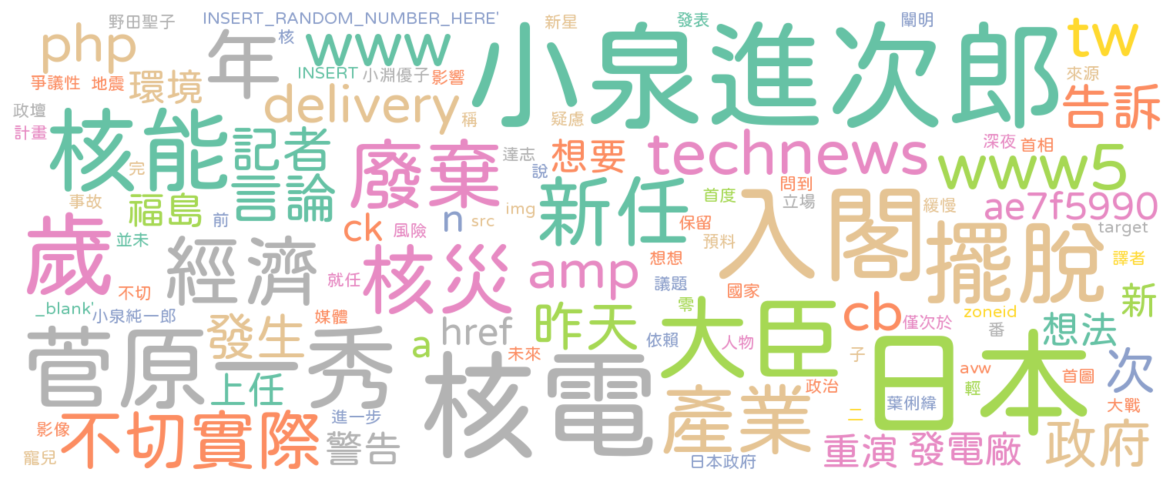 野田聖子 INSERT_RANDOM_NUMBER_HERE' 新星 發表 闡明
php 年 核 www 小泉進次郎 tw
INSERT 小淵優子 影響
爭議性 地震 環境 delivery 稱 疑慮 來源 告訴
政壇 計畫 核能 記者 廢棄 達志 想要 technews 深夜 首相 www5
完 言論 說 問到
事故 福島 前 ck 風險 n src img 新任 首度 保留 立場 入閣 緩慢 ae7f5990
歲 並未 經濟 就任 核災 amp 預料 想想 擺脫 target
不切 議題 國家 譯者
_blank' 小泉純一郎 媒體 href 昨天 零 cb zoneid 新
菅原一秀 發生 a 未來 依賴 大臣 人物 僅次於 番 日本 想法
上任 核電 子 政治 avw 輕 首圖 次
影像 不切實際 進一步 產業 二 葉俐緯 大戰
寵兒 警告 日本政府 重演 發電廠 政府